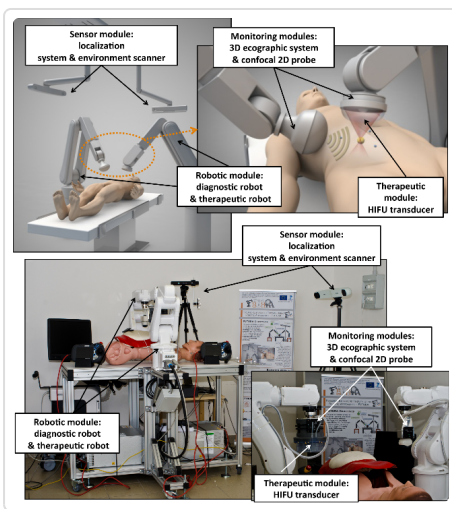 Sensor module:
localization
system & environment scanner
Monitoring modules:
3D ecographic system
& confocal 2D probe
Robotic module:
diagnostic robot
& therapeutic robot
Therapeutic
module:
HIFU transducer
Sensor module:
localization
system & environment scanner
Monitoring modules:
3D ecographic system
& confocal 2D probe
Robotic module:
diagnostic robot
& therapeutic robot
Therapeutic module:
HIFU transducer